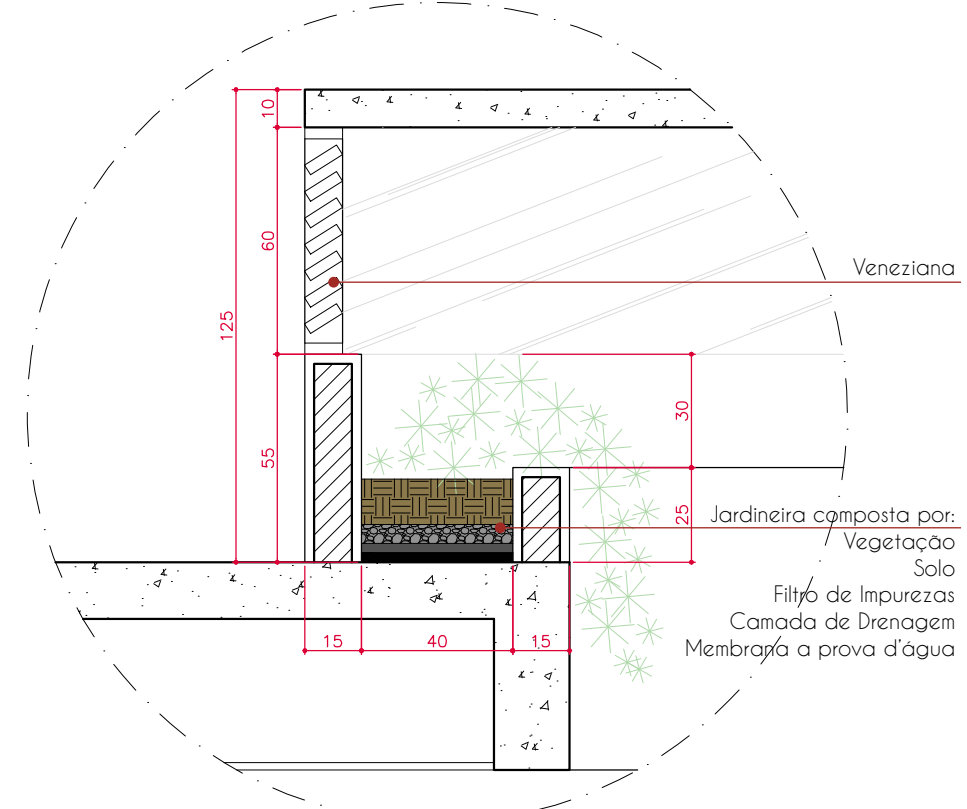 10
60
125
Veneziana
30
55
25
Jardineira composta por:
Vegetação
Solo
Filtro de Impurezas
Camada de Drenagem
Membrana a prova d'água
15
40
15